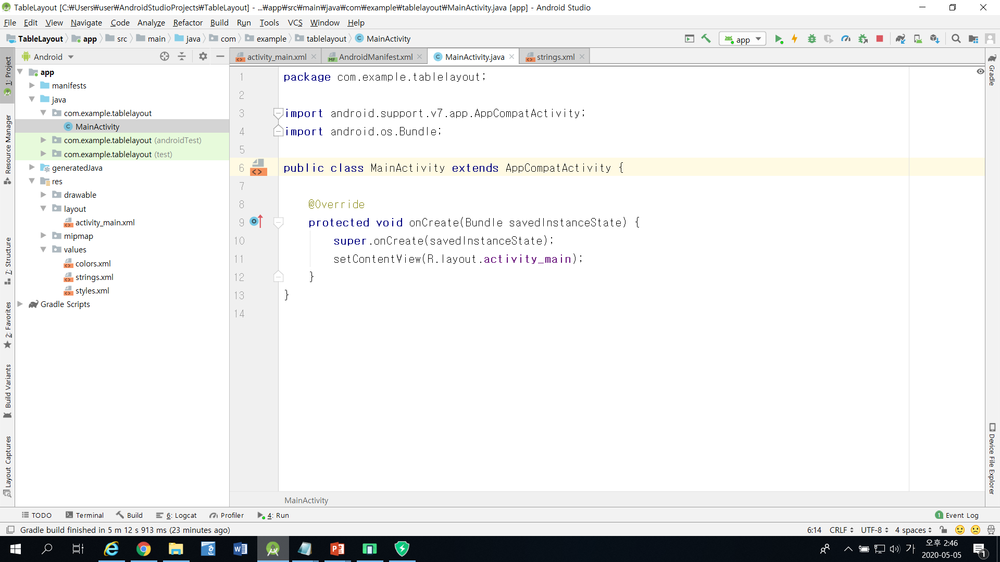 TableLayout [C:₩Users₩user₩AndroidStudioProjects₩TableLayout] - ...₩app₩src₩main₩java₩com₩example₩tablelayout₩MainActivity.java [app] - Android Studio
File Edit View Navigate Code Analyze Refactor Build Run Tools VCS Window Help
TableLayout app src main java com example tablelayout C MainActivity
app
Android
activity_main.xml
MF AndroidManifest.xml
C MainActivity.java
strings.xml
1: Project
Resource Manager
7: Structure
2: Favorites
Build Variants
Layout Captures
app
manifests
java
com.example.tablelayout
C MainActivity
com.example.tablelayout (androidTest)
com.example.tablelayout (test)
generatedJava
res
drawable
layout
activity_main.xml
mipmap
values
colors.xml
strings.xml
styles.xml
Gradle Scripts
1 package com.example.tablelayout;
2
3 import android.support.v7.app.AppCompatActivity;
4 import android.os.Bundle;
5
6 public class MainActivity extends AppCompatActivity {
7
8 @Override
9 protected void onCreate(Bundle savedInstanceState) {
10 super.onCreate(savedInstanceState);
11 setContentView(R.layout.activity_main);
12 }
13 }
14
Gradle
Device File Explorer
MainActivity
TODO Terminal Build 6: Logcat Profiler 4: Run
1 Event Log
Gradle build finished in 5 m 12 s 913 ms (23 minutes ago)
6:14 CRLF UTF-8 4 spaces
가
오후 2:46
2020-05-05
1